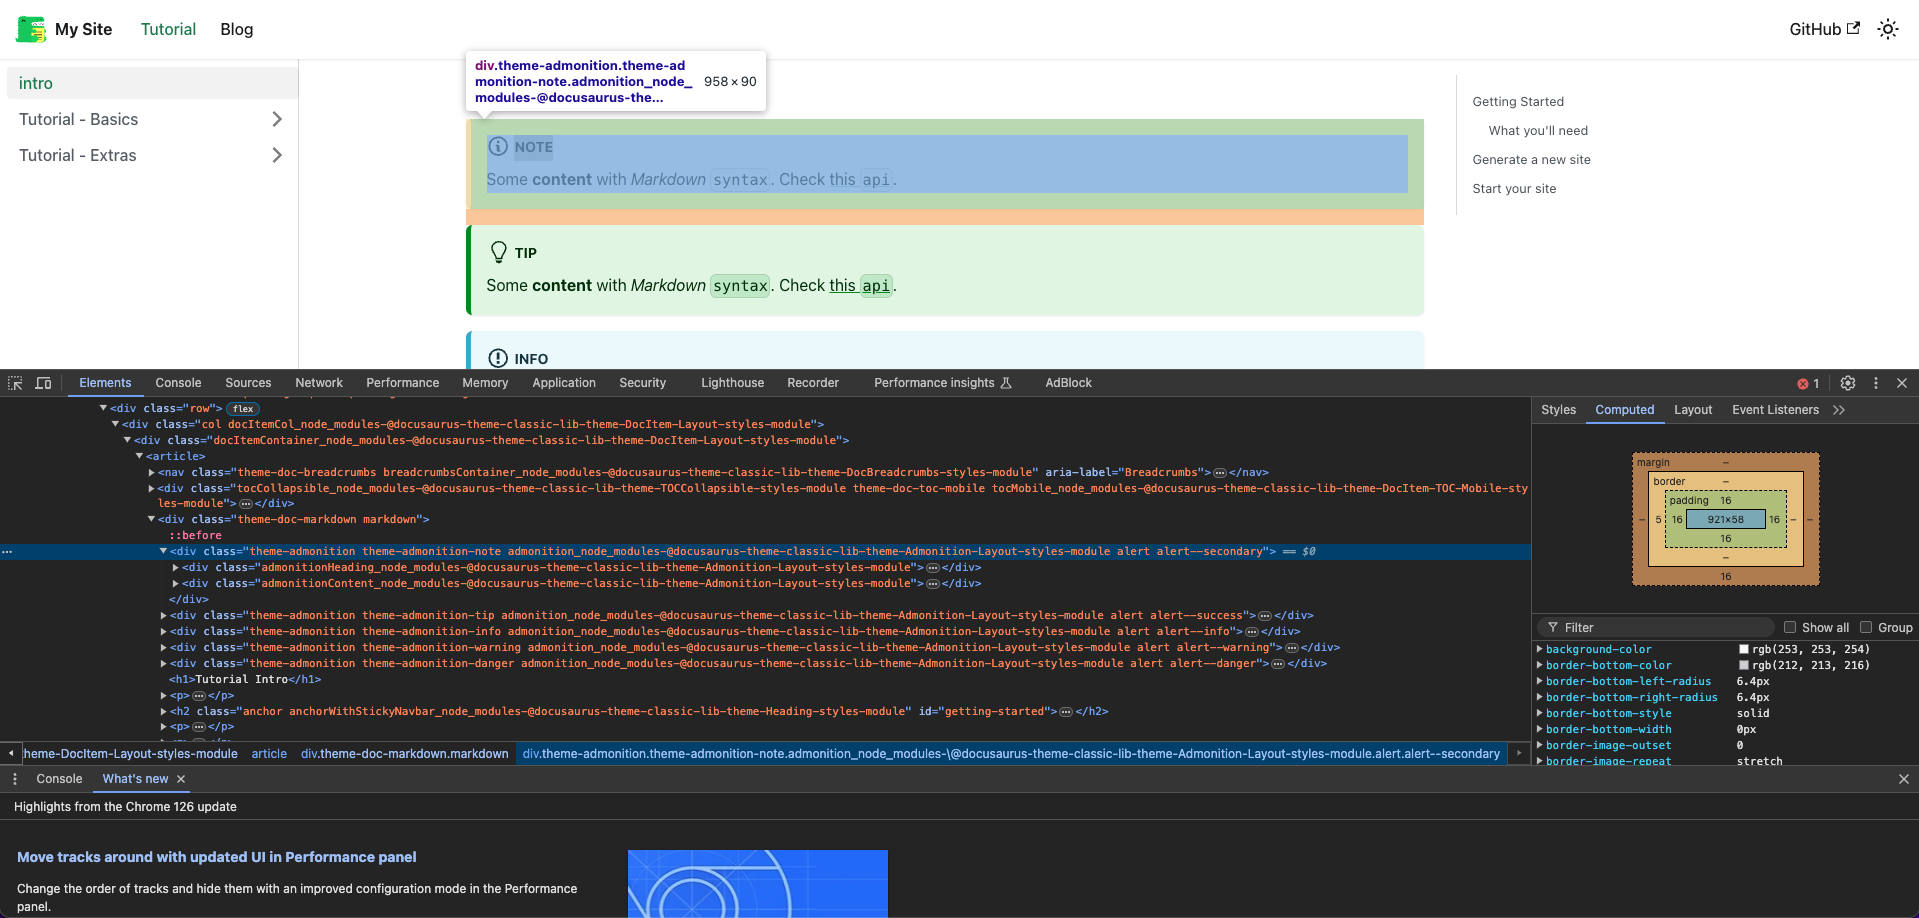 My Site
Tutorial
Blog
GitHub
intro
Tutorial - Basics
Tutorial - Extras
div.theme-admonition.theme-ad
monition-note.admonition_node_
modules-@docusaurus-the...
958 × 90
NOTE
Some content with Markdown syntax. Check this api.
TIP
Some content with Markdown syntax. Check this api.
INFO
Getting Started
What you'll need
Generate a new site
Start your site
Elements Console Sources Network Performance Memory Application Security Lighthouse Recorder Performance insights AdBlock
1
<div class="row"> flex
<div class="col docItemCol_node_modules-@docusaurus-theme-classic-lib-theme-DocItem-Layout-styles-module">
<div class="docItemContainer_node_modules-@docusaurus-theme-classic-lib-theme-DocItem-Layout-styles-module">
<article>
<nav class="theme-doc-breadcrumbs breadcrumbsContainer_node_modules-@docusaurus-theme-classic-lib-theme-DocBreadcrumbs-styles-module" aria-label="Breadcrumbs">…</nav>
<div class="tocCollapsible_node_modules-@docusaurus-theme-classic-lib-theme-TOCCollapsible-styles-module theme-doc-toc-mobile tocMobile_node_modules-@docusaurus-theme-classic-lib-theme-DocItem-TOC-Mobile-sty
les-module">…</div>
<div class="theme-doc-markdown markdown">
::before
… <div class="theme-admonition theme-admonition-note admonition_node_modules-@docusaurus-theme-classic-lib-theme-Admonition-Layout-styles-module alert alert--secondary"> == $0
<div class="admonitionHeading_node_modules-@docusaurus-theme-classic-lib-theme-Admonition-Layout-styles-module">…</div>
<div class="admonitionContent_node_modules-@docusaurus-theme-classic-lib-theme-Admonition-Layout-styles-module">…</div>
</div>
<div class="theme-admonition theme-admonition-tip admonition_node_modules-@docusaurus-theme-classic-lib-theme-Admonition-Layout-styles-module alert alert--success">…</div>
<div class="theme-admonition theme-admonition-info admonition_node_modules-@docusaurus-theme-classic-lib-theme-Admonition-Layout-styles-module alert alert--info">…</div>
<div class="theme-admonition theme-admonition-warning admonition_node_modules-@docusaurus-theme-classic-lib-theme-Admonition-Layout-styles-module alert alert--warning">…</div>
<div class="theme-admonition theme-admonition-danger admonition_node_modules-@docusaurus-theme-classic-lib-theme-Admonition-Layout-styles-module alert alert--danger">…</div>
<h1>Tutorial Intro</h1>
<p>…</p>
<h2 class="anchor anchorWithStickyNavbar_node_modules-@docusaurus-theme-classic-lib-theme-Heading-styles-module" id="getting-started">…</h2>
<p>…</p>
heme-DocItem-Layout-styles-module article div.theme-doc-markdown.markdown div.theme-admonition.theme-admonition-note.admonition_node_modules-\@docusaurus-theme-classic-lib-theme-Admonition-Layout-styles-module.alert.alert--secondary
Styles Computed Layout Event Listeners
margin –
border –
padding 16
– 5 16 921×58 16 – –
16
–
16
Filter Show all Group
background-color rgb(253, 253, 254)
border-bottom-color rgb(212, 213, 216)
border-bottom-left-radius 6.4px
border-bottom-right-radius 6.4px
border-bottom-style solid
border-bottom-width 0px
border-image-outset 0
border-image-repeat stretch
Console What's new
Highlights from the Chrome 126 update
Move tracks around with updated UI in Performance panel
Change the order of tracks and hide them with an improved configuration mode in the Performance
panel.